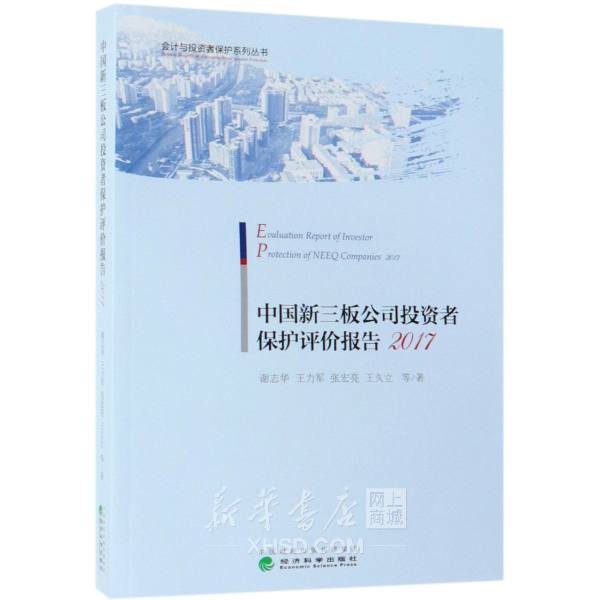 会计与投资者保护系列丛书
Evaluation Report of Investor
Protection of NEEQ Companies 2017
中国新三板公司投资者
保护评价报告 2017
谢志华 王力军 张宏亮 王久立 等/著
新华书店
网上
商城
XHSD.COM
经济科学出版社
Economic Science Press
中国新三板公司投资者保护评价报告 2017